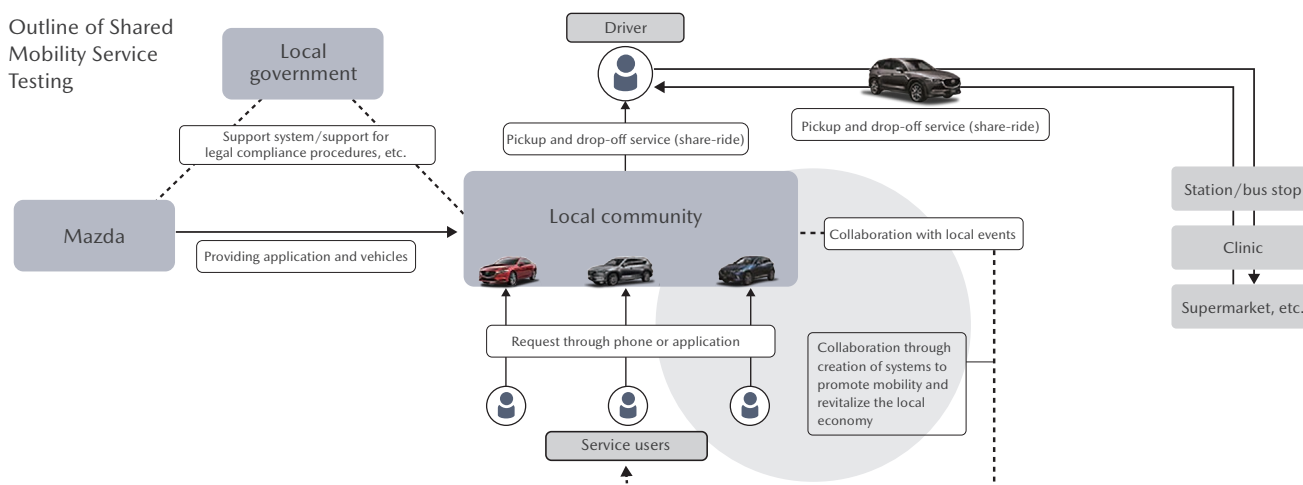 Outline of Shared
Mobility Service
Testing
Local
government
Driver
Support system/support for
legal compliance procedures, etc.
Pickup and drop-off service (share-ride)
Pickup and drop-off service (share-ride)
Mazda
Providing application and vehicles
Local community
Collaboration with local events
Station/bus stop
Clinic
Supermarket, etc.
Request through phone or application
Collaboration through
creation of systems to
promote mobility and
revitalize the local
economy
Service users